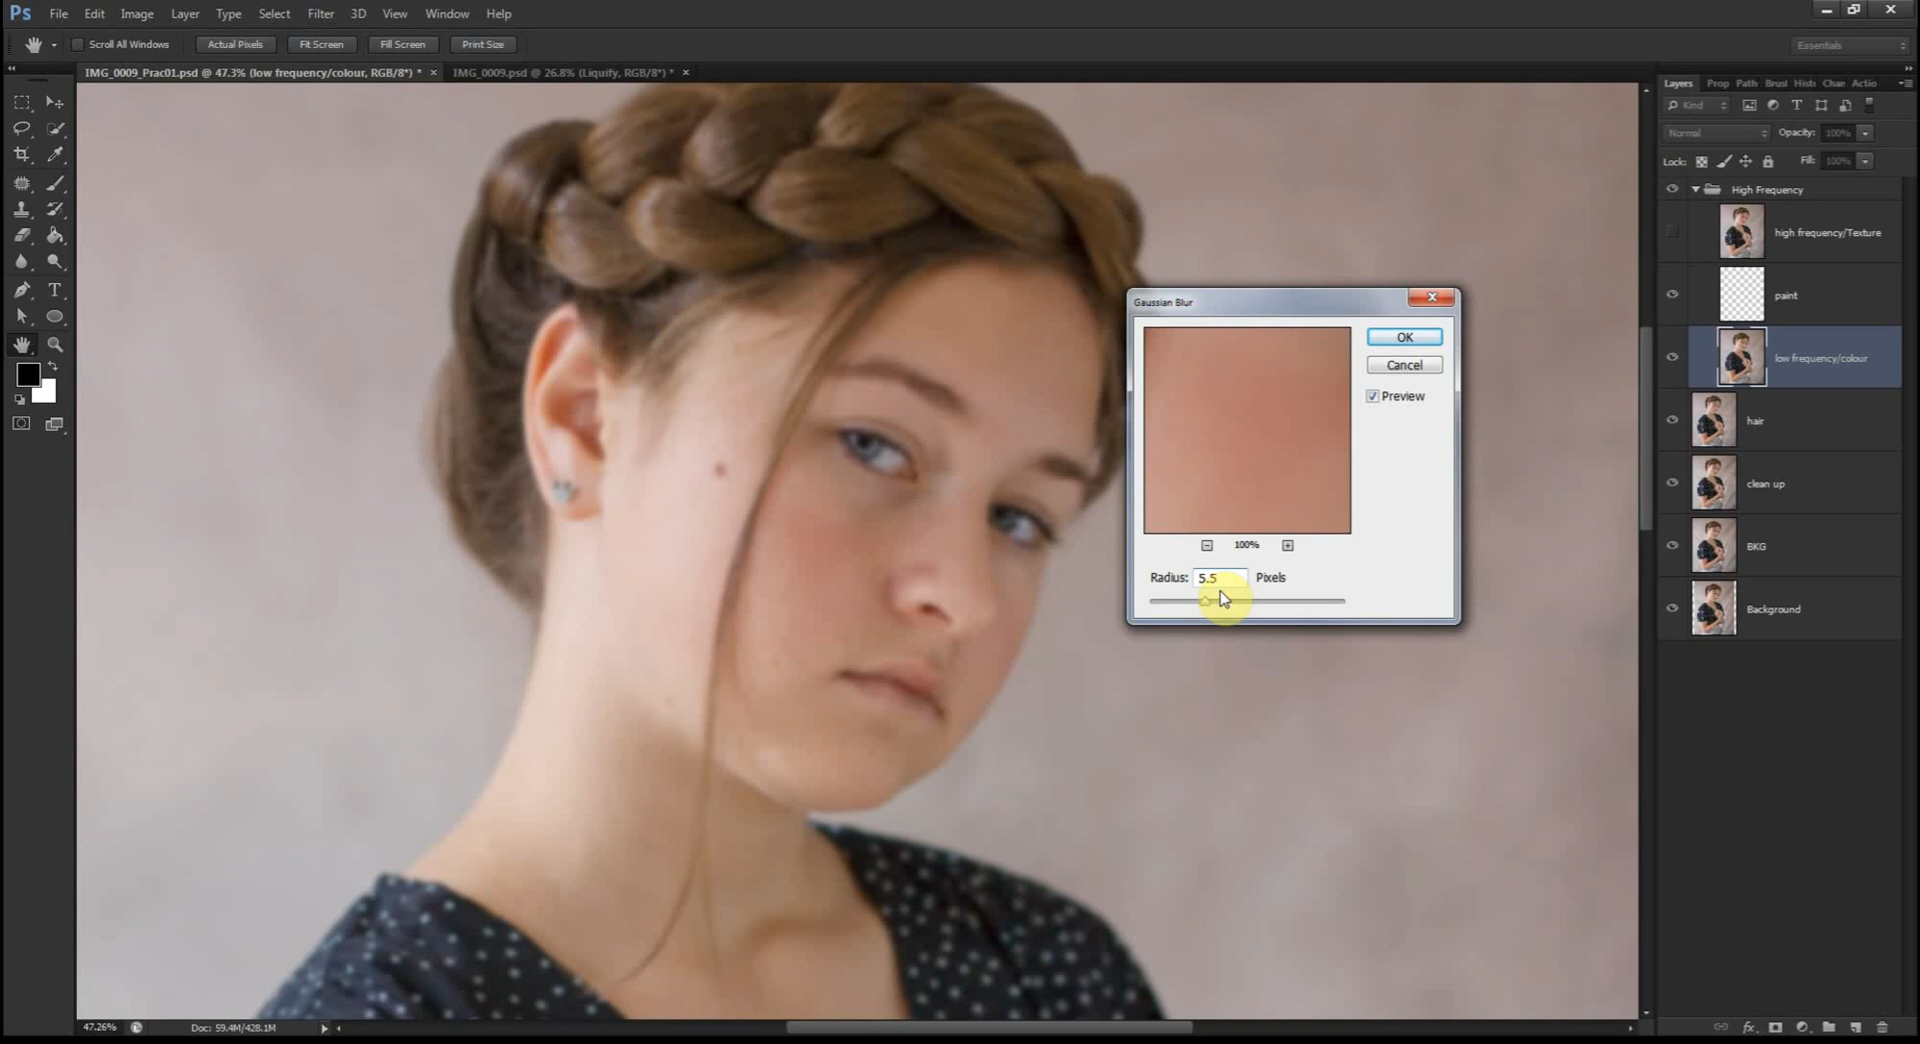 Ps File Edit Image Layer Type Select Filter 3D View Window Help
Scroll All Windows Actual Pixels Fit Screen Fill Screen Print Size Essentials
IMG_0009_Prac01.psd @ 47.3% (low frequency/colour, RGB/8*) * × IMG_0009.psd @ 26.8% (Liquify, RGB/8*) * ×
Layers Prop Path Brus Hist Chan Actio
Kind
Normal Opacity: 100%
Lock: Fill: 100%
High Frequency
high frequency/Texture
paint
low frequency/colour
hair
clean up
BKG
Background
Gaussian Blur
OK
Cancel
Preview
100%
Radius: 5.5 Pixels
47.26% Doc: 59.4M/428.1M